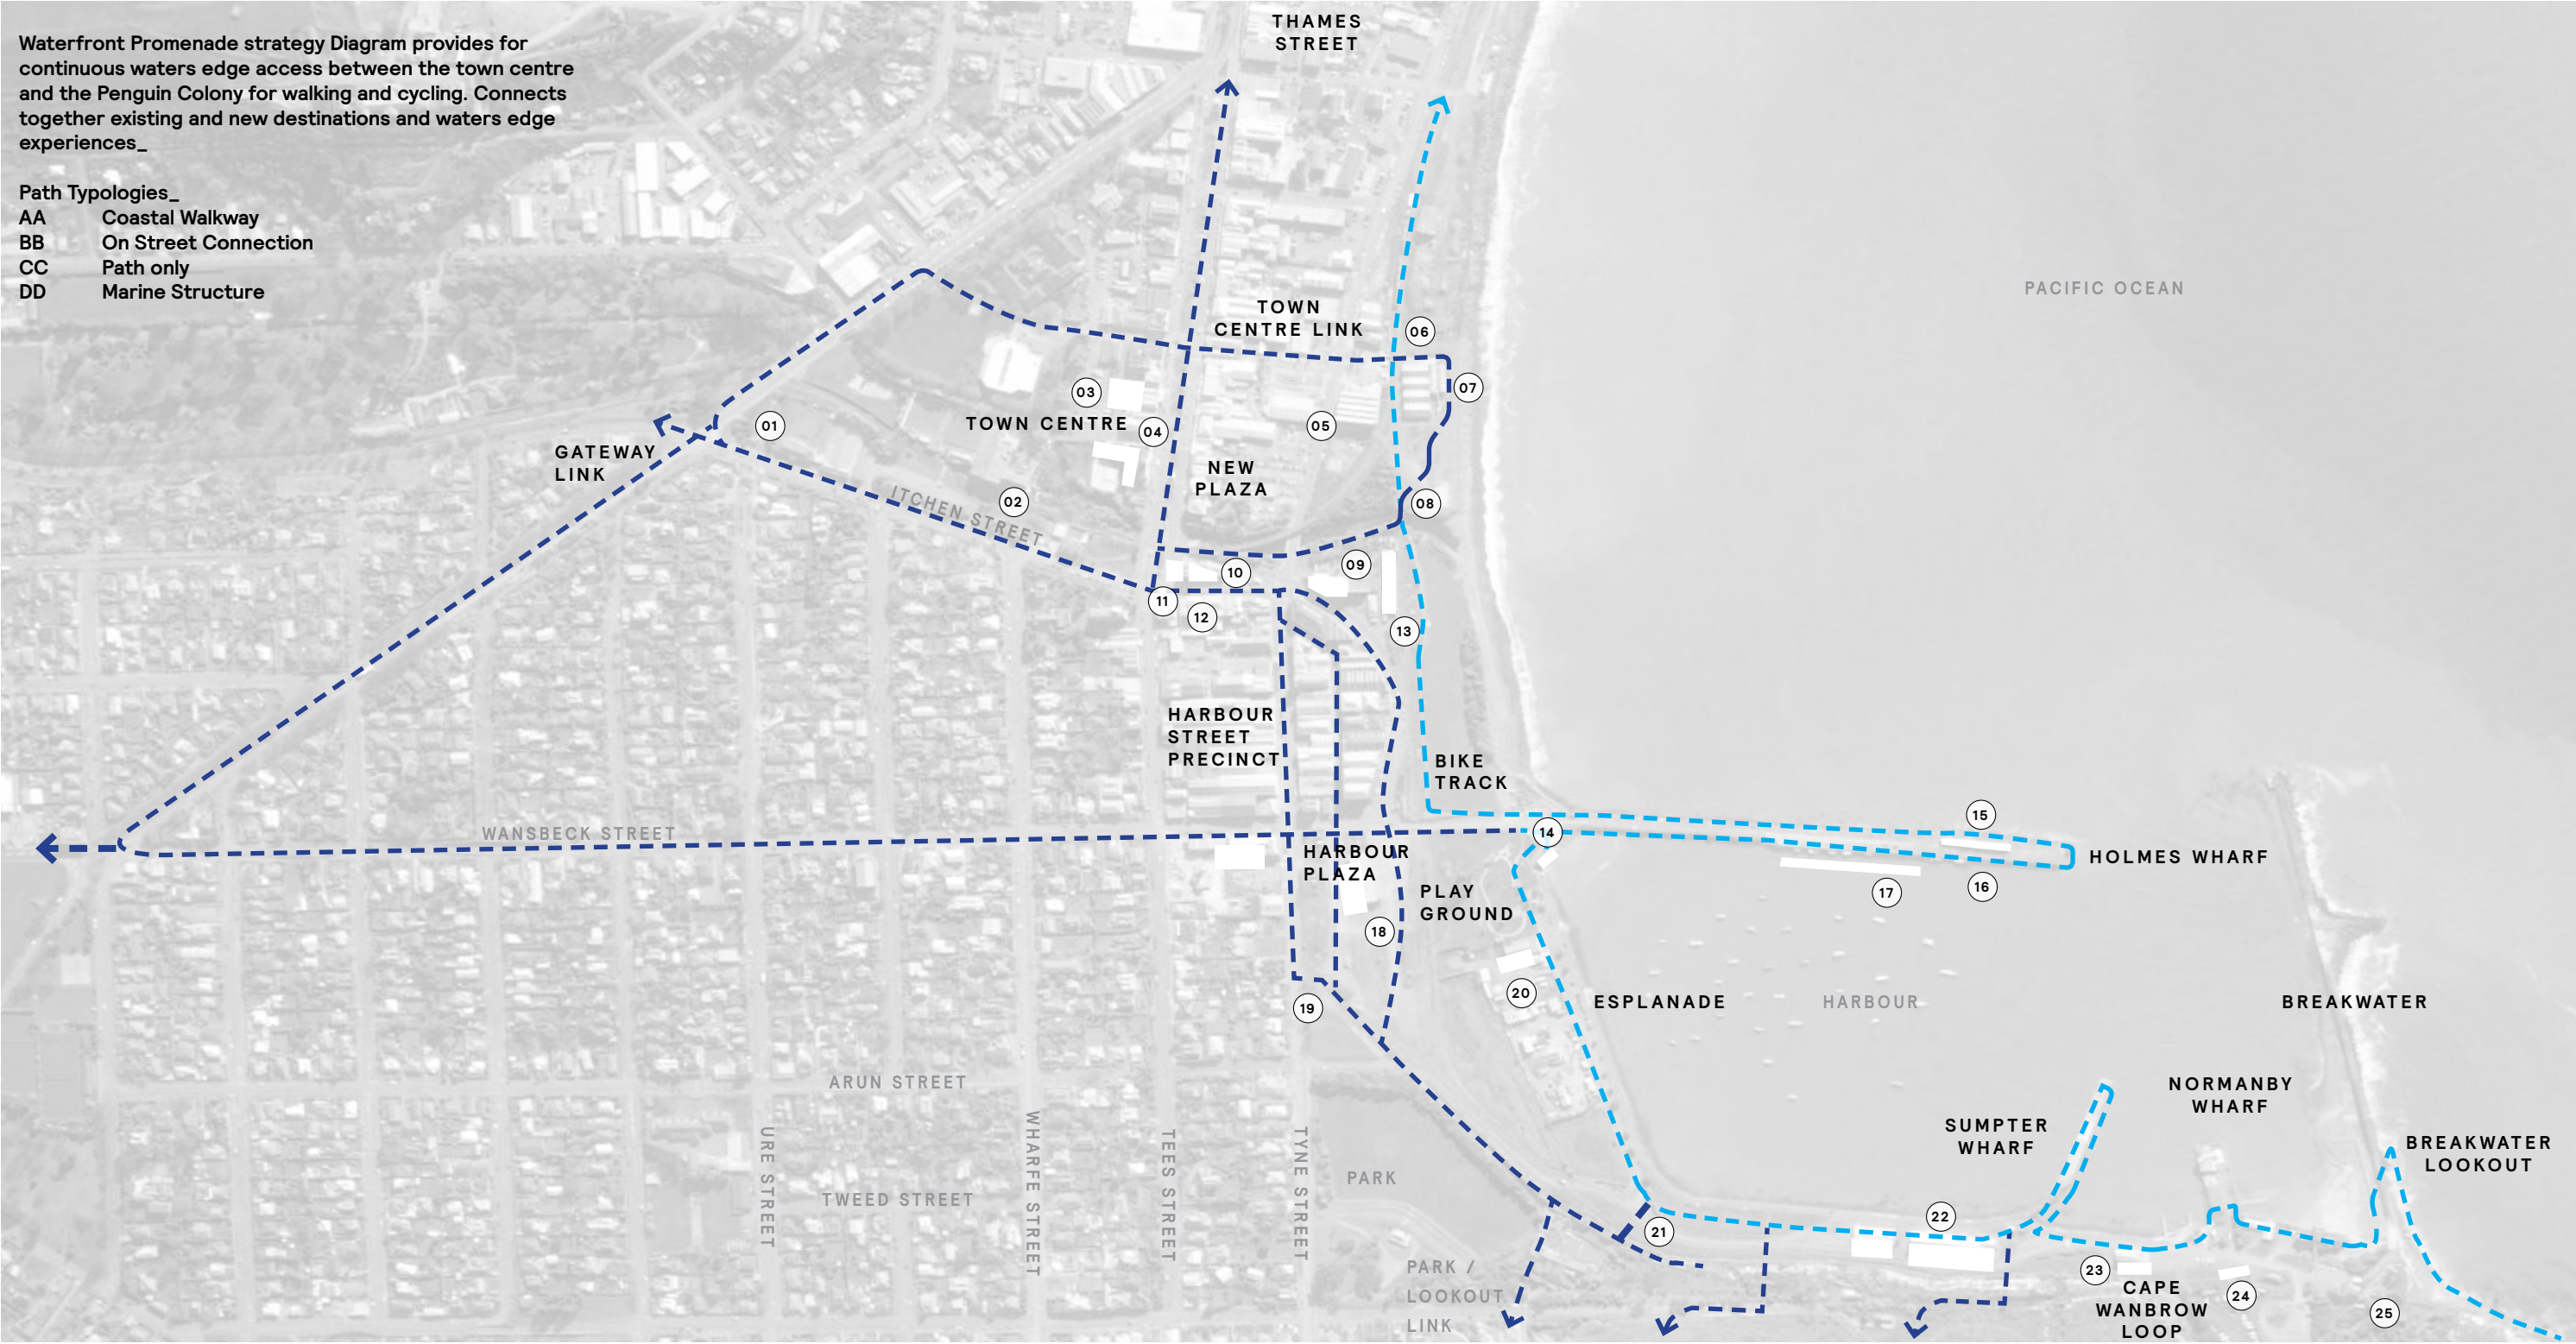 Waterfront Promenade strategy Diagram provides for
continuous waters edge access between the town centre
and the Penguin Colony for walking and cycling. Connects
together existing and new destinations and waters edge
experiences_
Path Typologies_
AA Coastal Walkway
BB On Street Connection
CC Path only
DD Marine Structure
THAMES
STREET
PACIFIC OCEAN
TOWN
CENTRE LINK
06
07
03
TOWN CENTRE
04
05
01
GATEWAY
LINK
NEW
PLAZA
02
ITCHEN STREET
08
09
10
11
12
13
HARBOUR
STREET
PRECINCT
BIKE
TRACK
WANSBECK STREET
14
15
HOLMES WHARF
16
17
HARBOUR
PLAZA
PLAY
GROUND
18
19
20
ESPLANADE
HARBOUR
BREAKWATER
ARUN STREET
TWEED STREET
URE STREET
WHARFE STREET
TEES STREET
TYNE STREET
PARK
PARK /
LOOKOUT
LINK
NORMANBY
WHARF
SUMPTER
WHARF
BREAKWATER
LOOKOUT
21
22
23
CAPE
WANBROW
LOOP
24
25